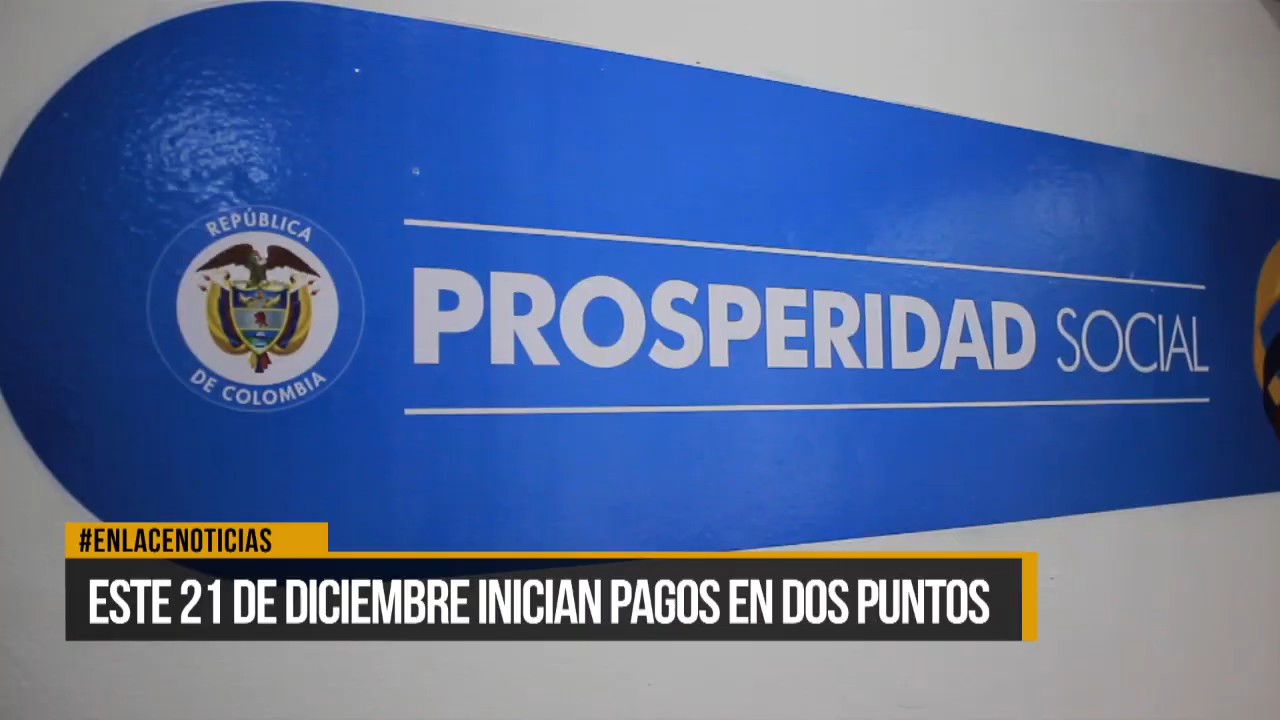 REPÚBLICA
DE COLOMBIA
PROSPERIDAD SOCIAL
#ENLACENOTICIAS
ESTE 21 DE DICIEMBRE INICIAN PAGOS EN DOS PUNTOS